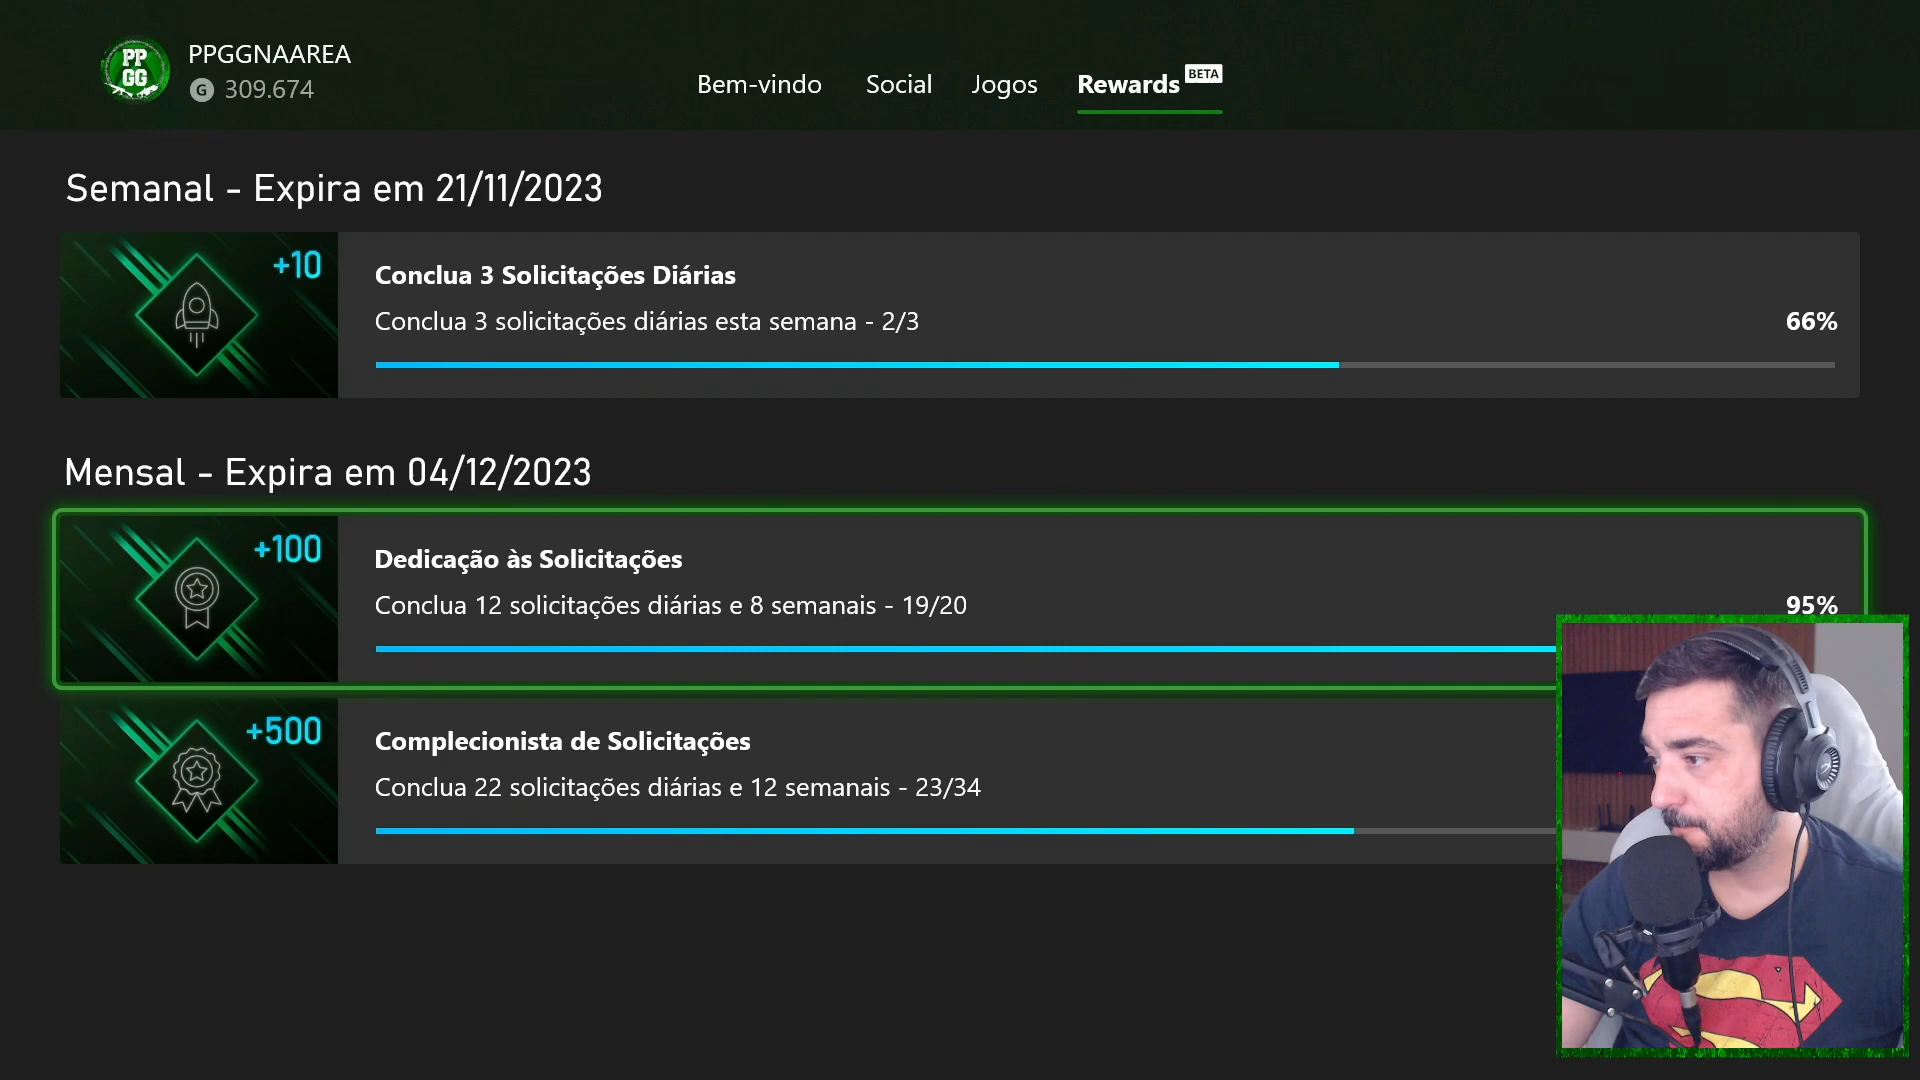 PP
GG
PPGGNAAREA
G 309.674
Bem-vindo
Social
Jogos
Rewards BETA
Semanal - Expira em 21/11/2023
+10
Conclua 3 Solicitações Diárias
Conclua 3 solicitações diárias esta semana - 2/3
66%
Mensal - Expira em 04/12/2023
+100
Dedicação às Solicitações
Conclua 12 solicitações diárias e 8 semanais - 19/20
95%
+500
Complecionista de Solicitações
Conclua 22 solicitações diárias e 12 semanais - 23/34